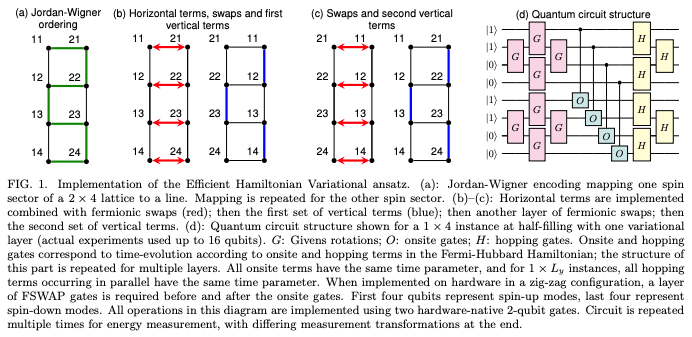 (a) Jordan-Wigner
ordering
(b) Horizontal terms, swaps and first
vertical terms
(c) Swaps and second vertical
terms
(d) Quantum circuit structure
11 21
12 22
13 23
14 24
11 21 21 11
12 22 12 22
13 23 23 13
14 24 14 24
21 11 11 21
12 22 22 12
23 13 13 23
14 24 24 14
|1⟩ G H
|1⟩ G G H
|0⟩ G H
|0⟩
|1⟩ O
|1⟩ G O H
|0⟩ G G O H
|0⟩ G O H
FIG. 1. Implementation of the Efficient Hamiltonian Variational ansatz. (a): Jordan-Wigner encoding mapping one spin
sector of a 2 × 4 lattice to a line. Mapping is repeated for the other spin sector. (b)–(c): Horizontal terms are implemented
combined with fermionic swaps (red); then the first set of vertical terms (blue); then another layer of fermionic swaps; then
the second set of vertical terms. (d): Quantum circuit structure shown for a 1 × 4 instance at half-filling with one variational
layer (actual experiments used up to 16 qubits). G: Givens rotations; O: onsite gates; H: hopping gates. Onsite and hopping
gates correspond to time-evolution according to onsite and hopping terms in the Fermi-Hubbard Hamiltonian; the structure of
this part is repeated for multiple layers. All onsite terms have the same time parameter, and for 1 × L_y instances, all hopping
terms occurring in parallel have the same time parameter. When implemented on hardware in a zig-zag configuration, a layer
of FSWAP gates is required before and after the onsite gates. First four qubits represent spin-up modes, last four represent
spin-down modes. All operations in this diagram are implemented using two hardware-native 2-qubit gates. Circuit is repeated
multiple times for energy measurement, with differing measurement transformations at the end.